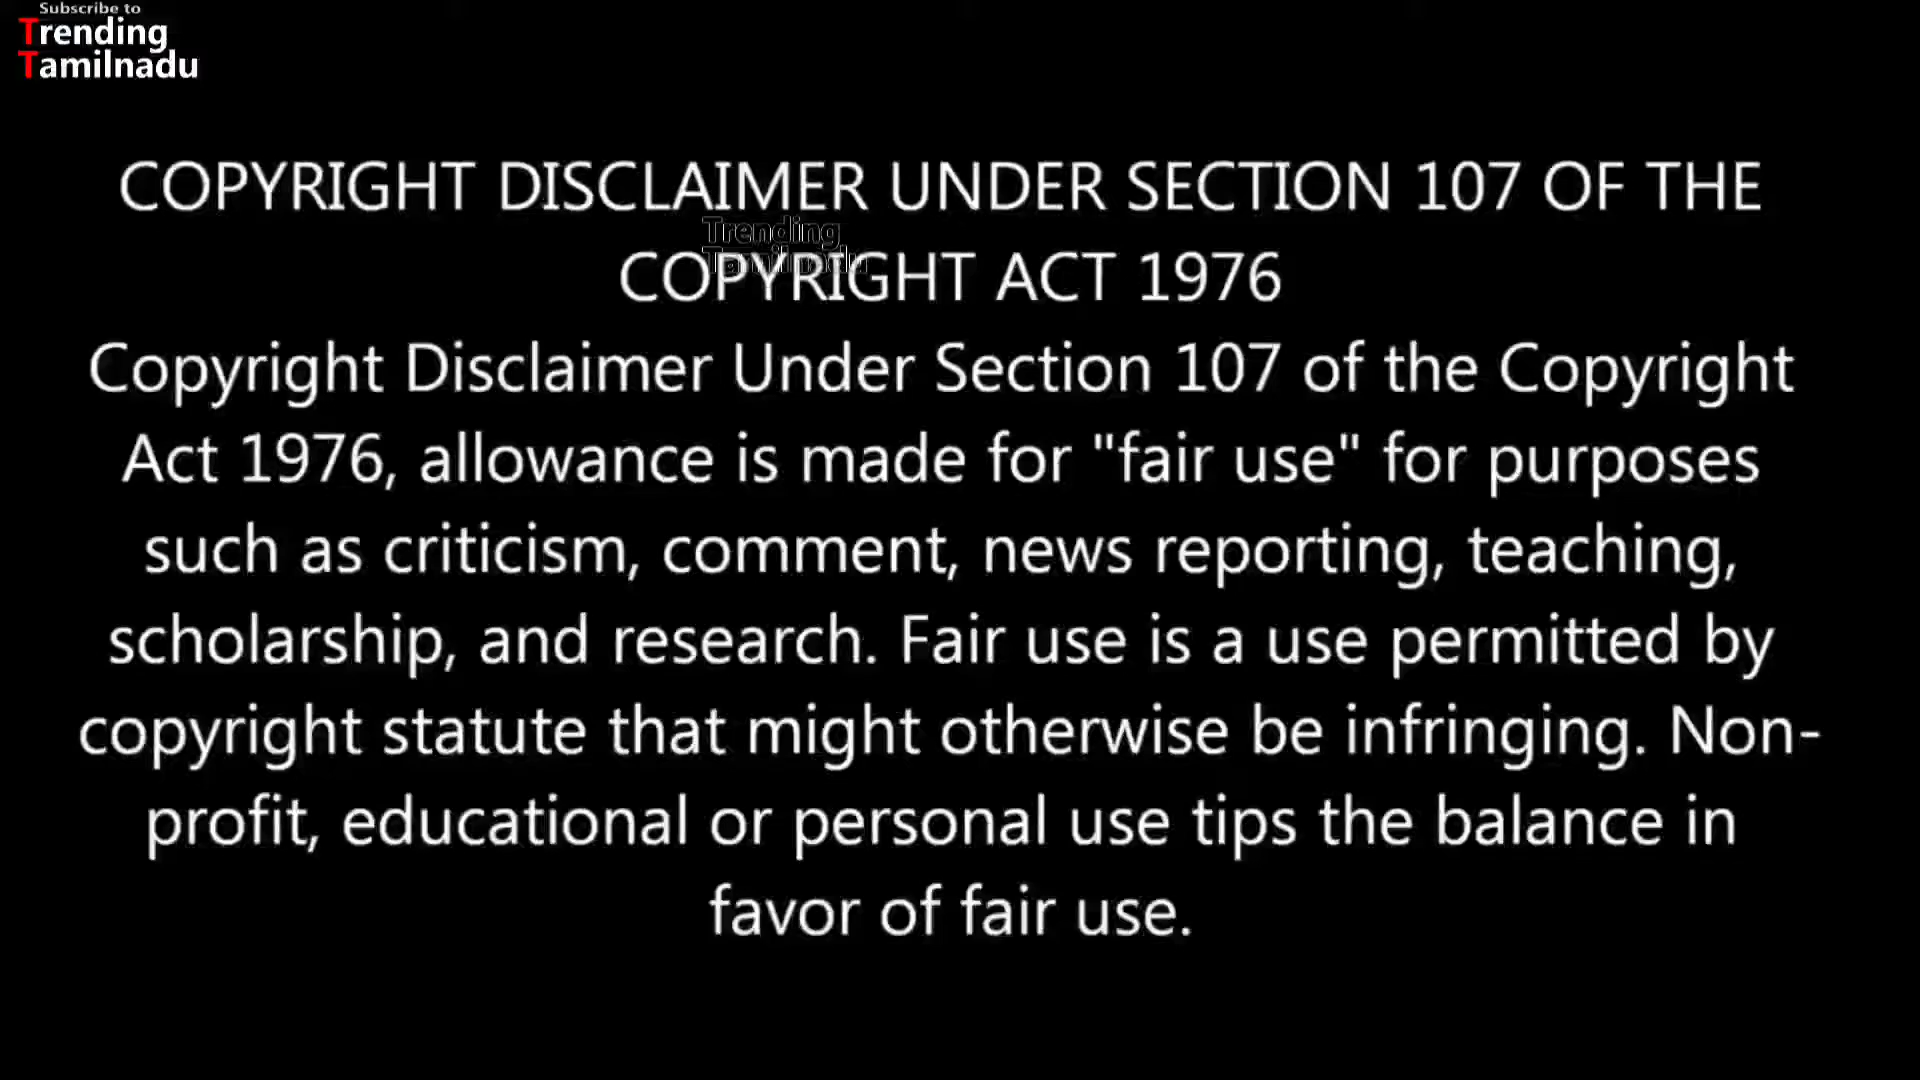 Subscribe to
Trending
Tamilnadu
COPYRIGHT DISCLAIMER UNDER SECTION 107 OF THE
Trending
Tamilnadu
COPYRIGHT ACT 1976
Copyright Disclaimer Under Section 107 of the Copyright
Act 1976, allowance is made for "fair use" for purposes
such as criticism, comment, news reporting, teaching,
scholarship, and research. Fair use is a use permitted by
copyright statute that might otherwise be infringing. Non-
profit, educational or personal use tips the balance in
favor of fair use.